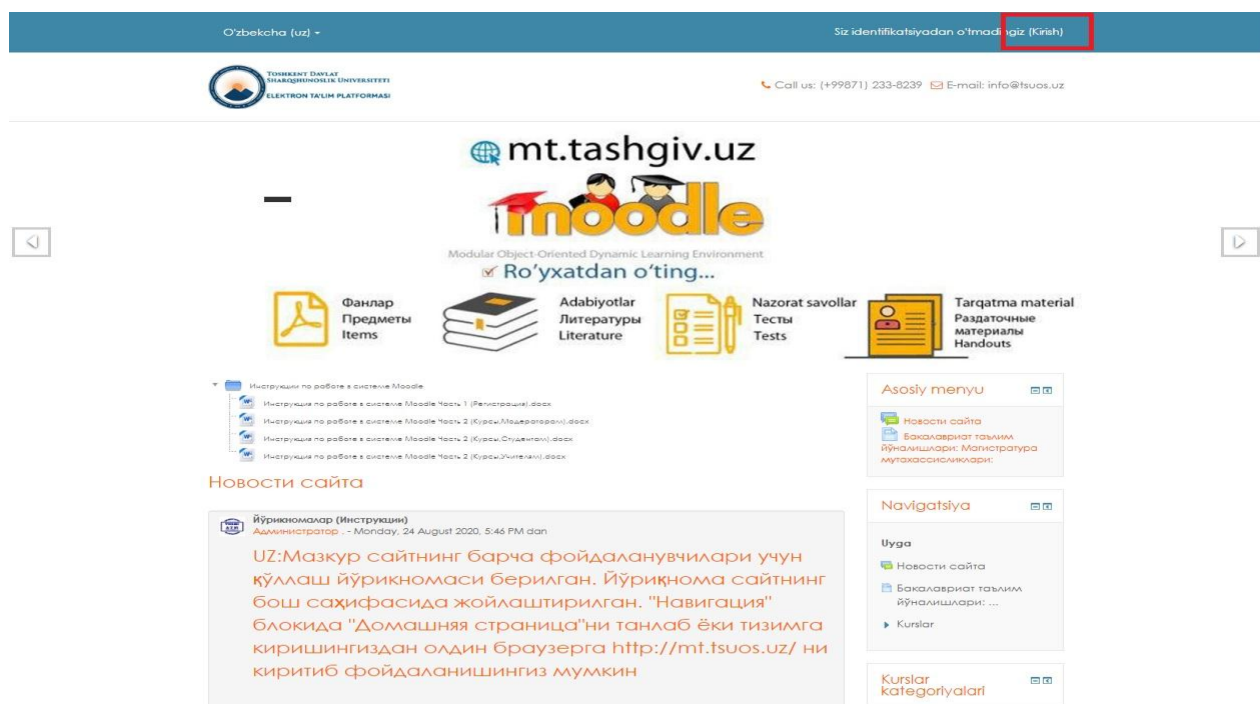 O'zbekcha (uz)
Siz identifikatsiyadan o'tmadingiz (Kirish)
TOSHKENT DAVLAT
SHARQSHUNOSLIK UNIVERSITETI
ELEKTRON TA'LIM PLATFORMASI
Call us: (+99871) 233-8239 E-mail: info@tsuos.uz
mt.tashgiv.uz
moodle
Modular Object-Oriented Dynamic Learning Environment
Ro'yxatdan o'ting...
Фанлар
Предметы
Items
Adabiyotlar
Литературы
Literature
Nazorat savollar
Тесты
Tests
Tarqatma material
Раздаточные
материалы
Handouts
Инструкции по работе в системе Moodle
Инструкция по работе в системе Moodle Часть 1 (Регистрация).docx
Инструкция по работе в системе Moodle Часть 2 (Курсы,Модераторам).docx
Инструкция по работе в системе Moodle Часть 2 (Курсы,Студентам).docx
Инструкция по работе в системе Moodle Часть 2 (Курсы,Учителям).docx
Новости сайта
Йўрикномалар (Инструкции)
Администратор . - Monday, 24 August 2020, 5:46 PM dan
UZ:Мазкур сайтнинг барча фойдаланувчилари учун
қўллаш йўрикномаси берилган. Йўриқнома сайтнинг
бош саҳифасида жойлаштирилган. "Навигация"
блокида "Домашняя страница"ни танлаб ёки тизимга
киришингиздан олдин браузерга http://mt.tsuos.uz/ ни
киритиб фойдаланишингиз мумкин
Asosiy menyu
Новости сайта
Бакалавриат таълим
йўналишлари: Магистратура
мутахассисликлари:
Navigatsiya
Uyga
Новости сайта
Бакалавриат таълим
йўналишлари: ...
Kurslar
Kurslar
kategoriyalari